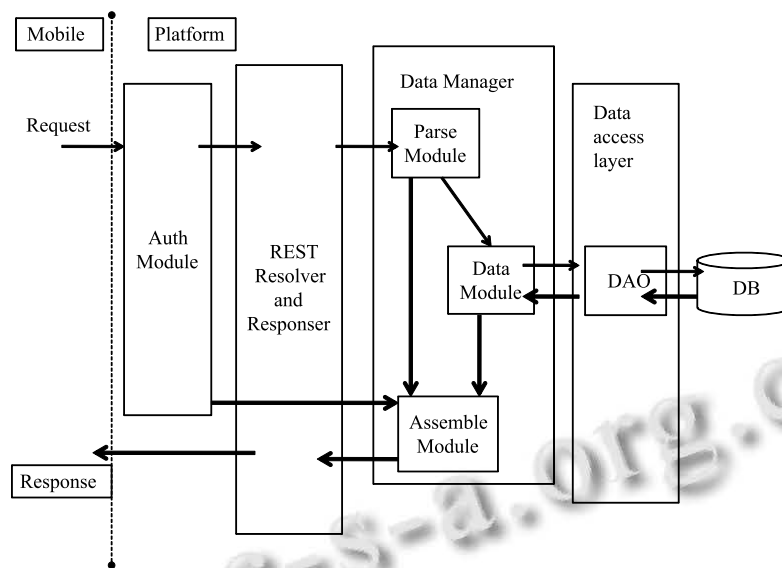 Mobile
Platform
Data Manager
Request
Parse
Module
Data
access
layer
Auth
Module
REST
Resolver
and
Responser
Data
Module
DAO
DB
Assemble
Module
Response
-s-a.org.c